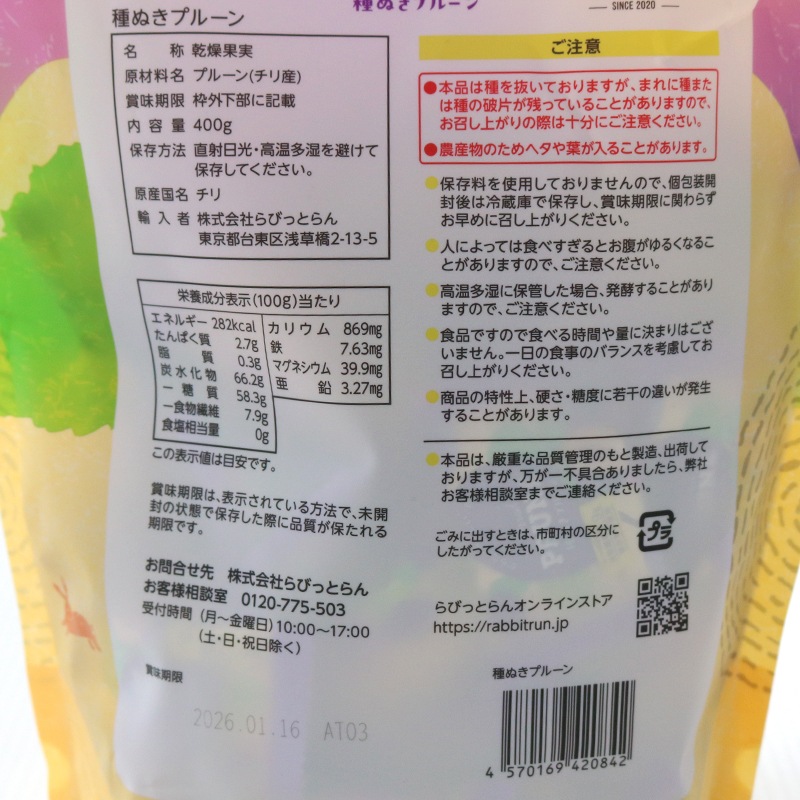 種ぬきプルーン
種ぬきプルーン
SINCE 2020
名称 乾燥果実
原材料名 プルーン(チリ産)
賞味期限 枠外下部に記載
内容量 400g
保存方法 直射日光・高温多湿を避けて
保存してください。
原産国名 チリ
輸入者 株式会社らびっとらん
東京都台東区浅草橋2-13-5
栄養成分表示(100g)当たり
エネルギー 282kcal
たんぱく質 2.7g
脂質 0.3g
炭水化物 66.2g
－糖質 58.3g
－食物繊維 7.9g
食塩相当量 0g
カリウム 869mg
鉄 7.63mg
マグネシウム 39.9mg
亜鉛 3.27mg
この表示値は目安です。
賞味期限は、表示されている方法で、未開
封の状態で保存した際に品質が保たれる
期限です。
お問合せ先 株式会社らびっとらん
お客様相談室 0120-775-503
受付時間 (月～金曜日)10:00～17:00
(土・日・祝日除く)
賞味期限
2026.01.16 AT03
ご注意
●本品は種を抜いておりますが、まれに種また
は種の破片が残っていることがありますので、
お召し上がりの際は十分にご注意ください。
●農産物のためヘタや葉が入ることがあります。
●保存料を使用しておりませんので、個包装開
封後は冷蔵庫で保存し、賞味期限に関わらず
お早めに召し上がりください。
●人によっては食べすぎるとお腹がゆるくなるこ
とがありますので、ご注意ください。
●高温多湿に保管した場合、発酵することがあり
ますので、ご注意ください。
●食品ですので食べる時間や量に決まりはござ
いません。一日の食事のバランスを考慮してお
召し上がりください。
●商品の特性上、硬さ・糖度に若干の違いが発生
することがあります。
●本品は、厳重な品質管理のもと製造、出荷して
おりますが、万が一不具合ありましたら、弊社
お客様相談室までご連絡ください。
ごみに出すときは、市町村の区分に
したがってください。
プラ
らびっとらんオンラインストア
https://rabbitrun.jp
種ぬきプルーン
4 570169 420842